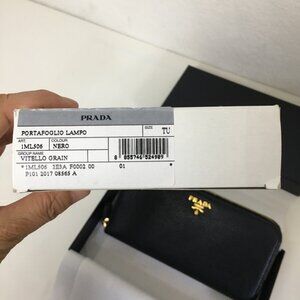 PRADA
PORTAFOGLIO LAMPO
SIZE
TU
ART.
COLOUR
1ML506
NERO
GROUP NAME
VITELLO GRAIN
8 055746 524989
*1ML506 2E3A F0002 00 01 *
P101 2017 08565 A
PRADA